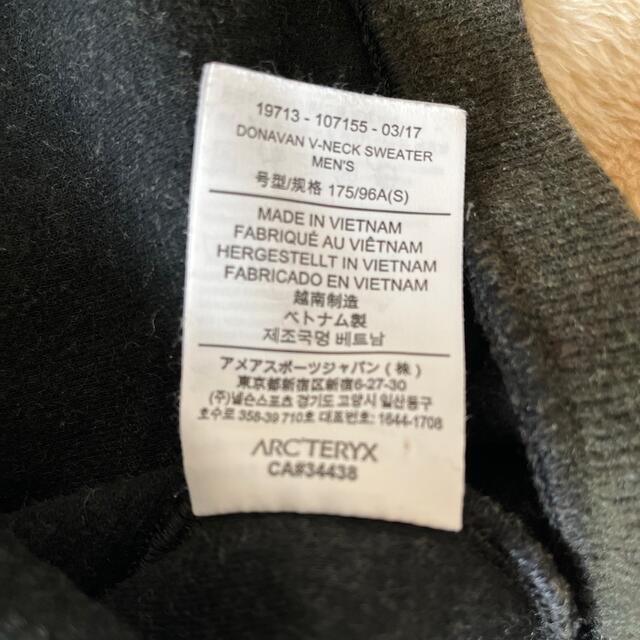 19713 - 107155 - 03/17
DONAVAN V-NECK SWEATER
MEN'S
号型/规格 175/96A(S)
MADE IN VIETNAM
FABRIQUÉ AU VIÊTNAM
HERGESTELLT IN VIETNAM
FABRICADO EN VIETNAM
越南制造
ベトナム製
제조국명 베트남
アメアスポーツジャパン(株)
東京都新宿区新宿6-27-30
(주)넬슨스포츠 경기도 고양시 일산동구
호수로 358-39 710호 대표번호: 1644-1708
ARC'TERYX
CA#34438